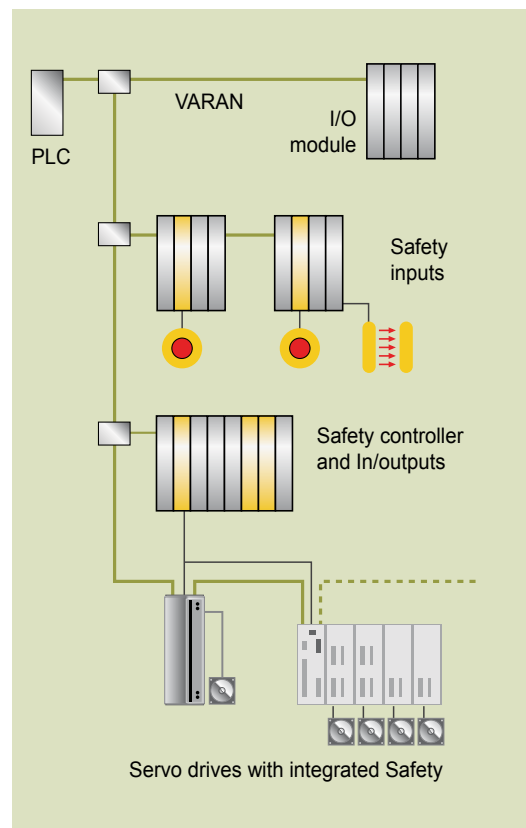 VARAN
I/O
module
PLC
Safety
inputs
Safety controller
and In/outputs
Servo drives with integrated Safety